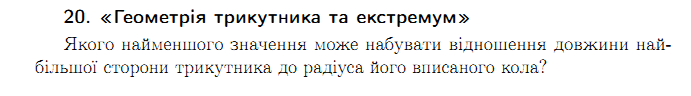 20. «Геометрія трикутника та екстремум»
Якого найменшого значення може набувати відношення довжини най-
більшої сторони трикутника до радіуса його вписаного кола?